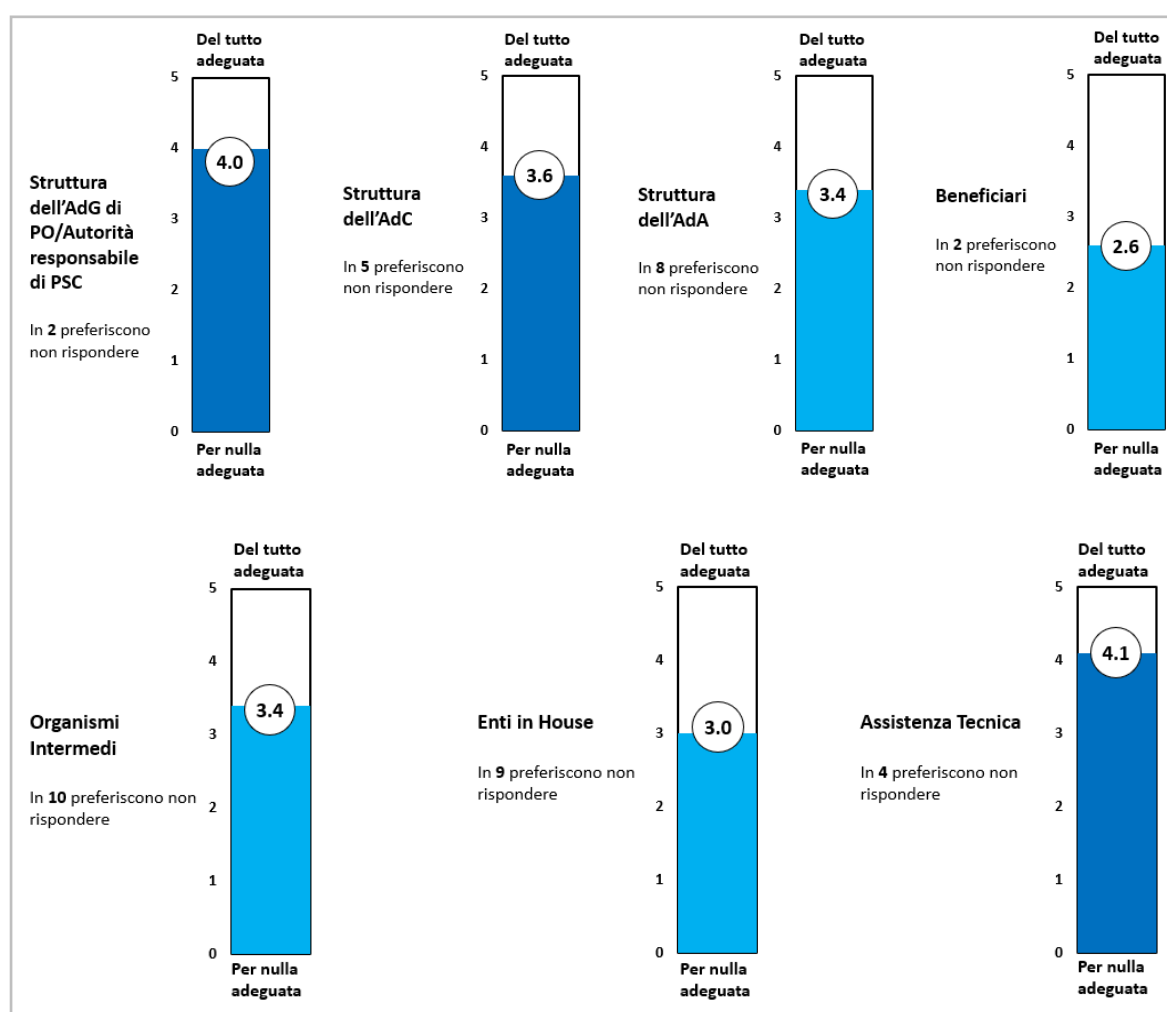 Del tutto
adeguata
5
4
3
2
1
0
4.0
Per nulla
adeguata
Struttura
dell'AdG di
PO/Autorità
responsabile
di PSC
In 2 preferiscono
non rispondere
Del tutto
adeguata
5
4
3
2
1
0
3.6
Per nulla
adeguata
Struttura
dell'AdC
In 5 preferiscono
non rispondere
Del tutto
adeguata
5
4
3
2
1
0
3.4
Per nulla
adeguata
Struttura
dell'AdA
In 8 preferiscono
non rispondere
Del tutto
adeguata
5
4
3
2
1
0
2.6
Per nulla
adeguata
Beneficiari
In 2 preferiscono
non rispondere
Del tutto
adeguata
5
4
3
2
1
0
3.4
Per nulla
adeguata
Organismi
Intermedi
In 10 preferiscono non
rispondere
Del tutto
adeguata
5
4
3
2
1
0
3.0
Per nulla
adeguata
Enti in House
In 9 preferiscono non
rispondere
Del tutto
adeguata
5
4
3
2
1
0
4.1
Per nulla
adeguata
Assistenza Tecnica
In 4 preferiscono non
rispondere